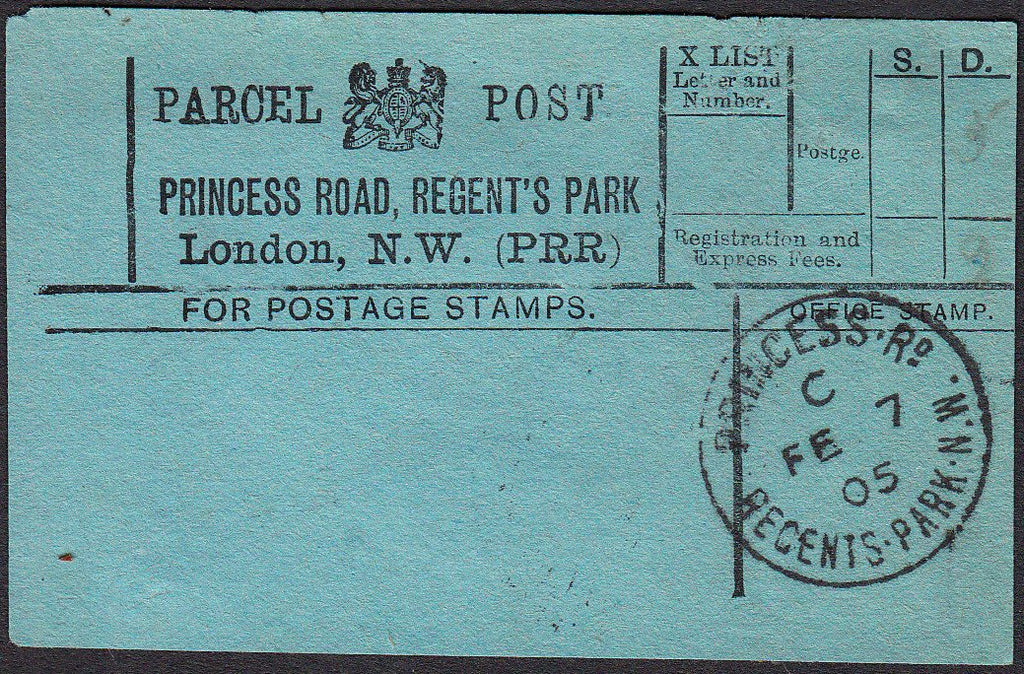 PARCEL POST
PRINCESS ROAD, REGENT'S PARK
London, N.W. (PRR)
X LIST
Letter and
Number.
Postge.
S. D.
Registration and
Express Fees.
FOR POSTAGE STAMPS.
OFFICE STAMP.
PRINCESS·RD ·N.W·
C
FE 7
05
REGENTS·PARK